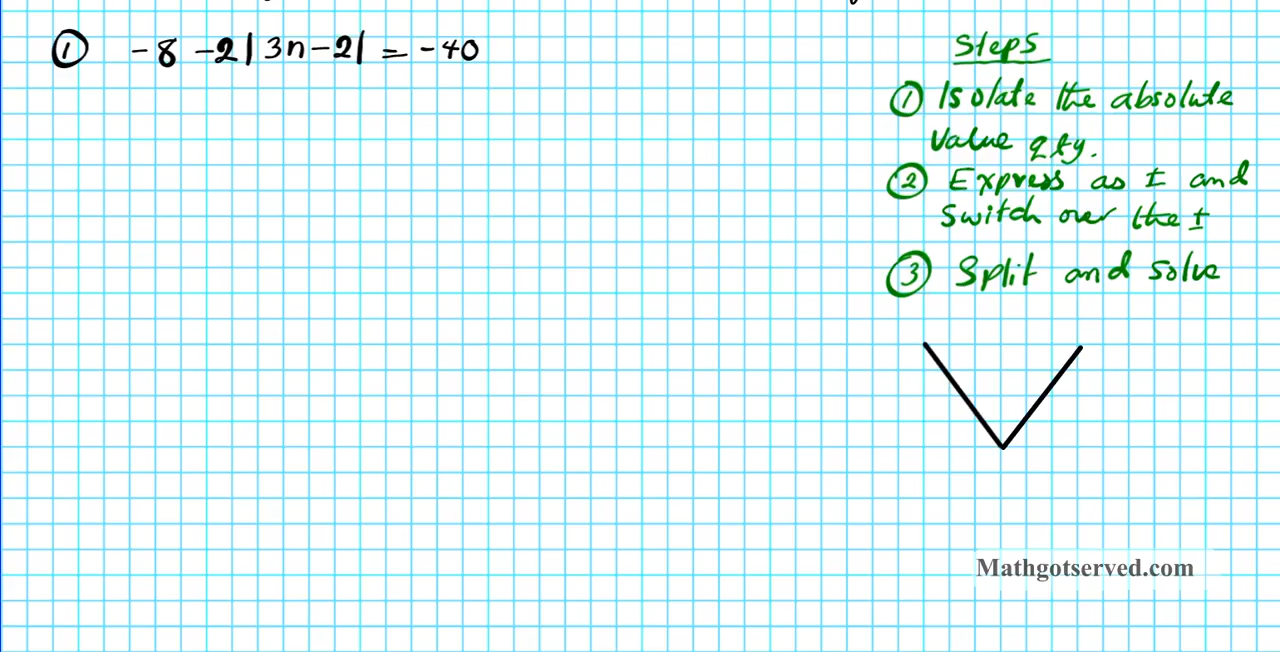 ① -8 -2| 3n-2| = -40
Steps
① Isolate the absolute
Value qty.
② Express as ± and
Switch over the ±
③ Split and solve
Mathgotserved.com